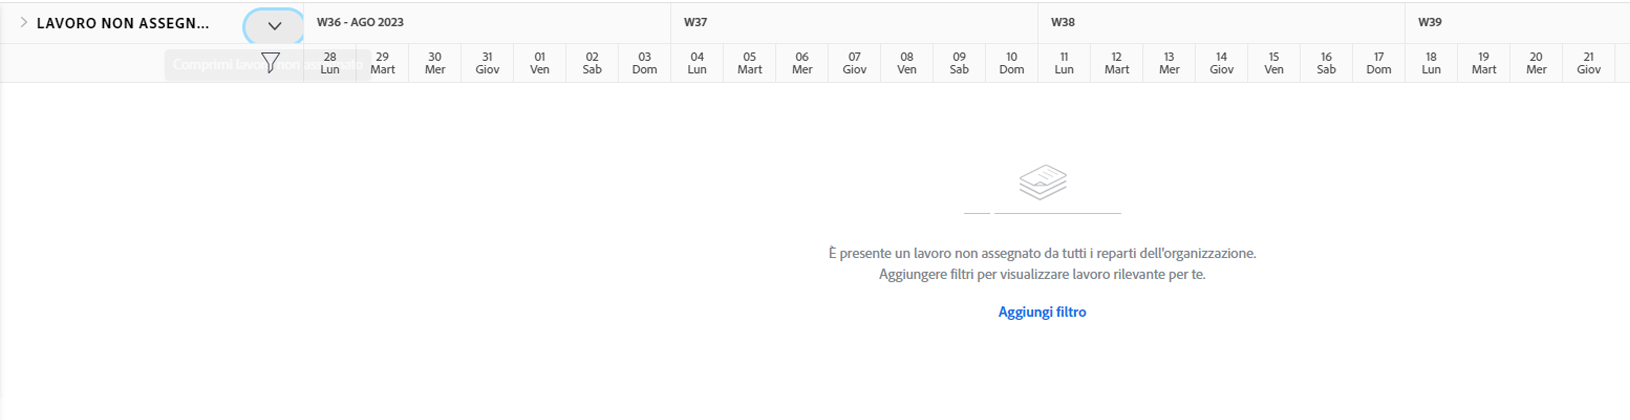 LAVORO NON ASSEGN...
W36 - AGO 2023
W37
W38
W39
Comprimi lavoro non assegnato
28 29 30 31 01 02 03 04 05 06 07 08 09 10 11 12 13 14 15 16 17 18 19 20 21
Lun Mart Mer Giov Ven Sab Dom Lun Mart Mer Giov Ven Sab Dom Lun Mart Mer Giov Ven Sab Dom Lun Mart Mer Giov
È presente un lavoro non assegnato da tutti i reparti dell'organizzazione.
Aggiungere filtri per visualizzare lavoro rilevante per te.
Aggiungi filtro